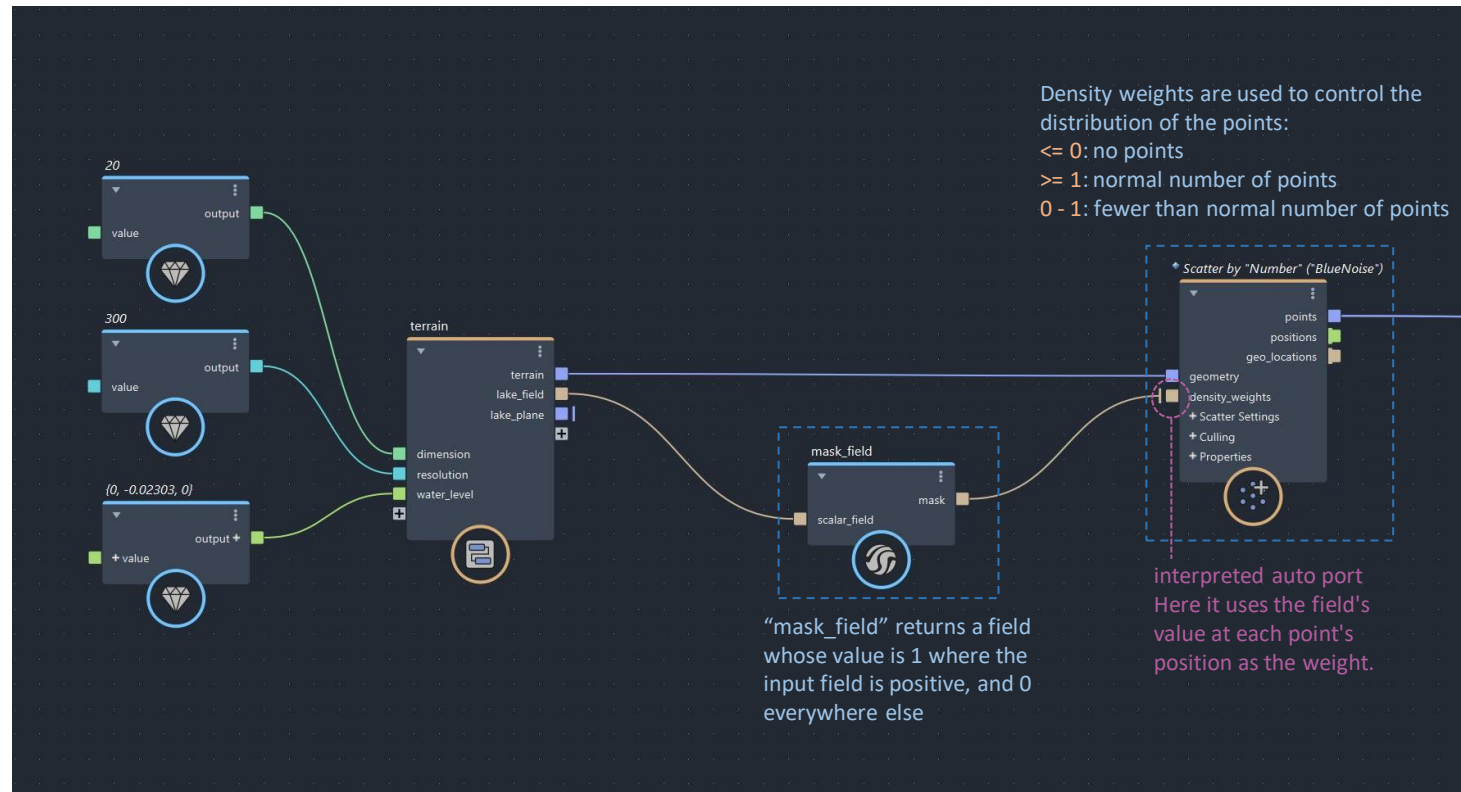 Density weights are used to control the
distribution of the points:
<= 0: no points
>= 1: normal number of points
0 - 1: fewer than normal number of points
20
output
value
300
output
value
{0, -0.02303, 0}
output +
+ value
terrain
terrain
lake_field
lake_plane
dimension
resolution
water_level
mask_field
mask
scalar_field
“mask_field” returns a field
whose value is 1 where the
input field is positive, and 0
everywhere else
Scatter by "Number" ("BlueNoise")
points
positions
geo_locations
geometry
density_weights
+ Scatter Settings
+ Culling
+ Properties
interpreted auto port
Here it uses the field's
value at each point's
position as the weight.